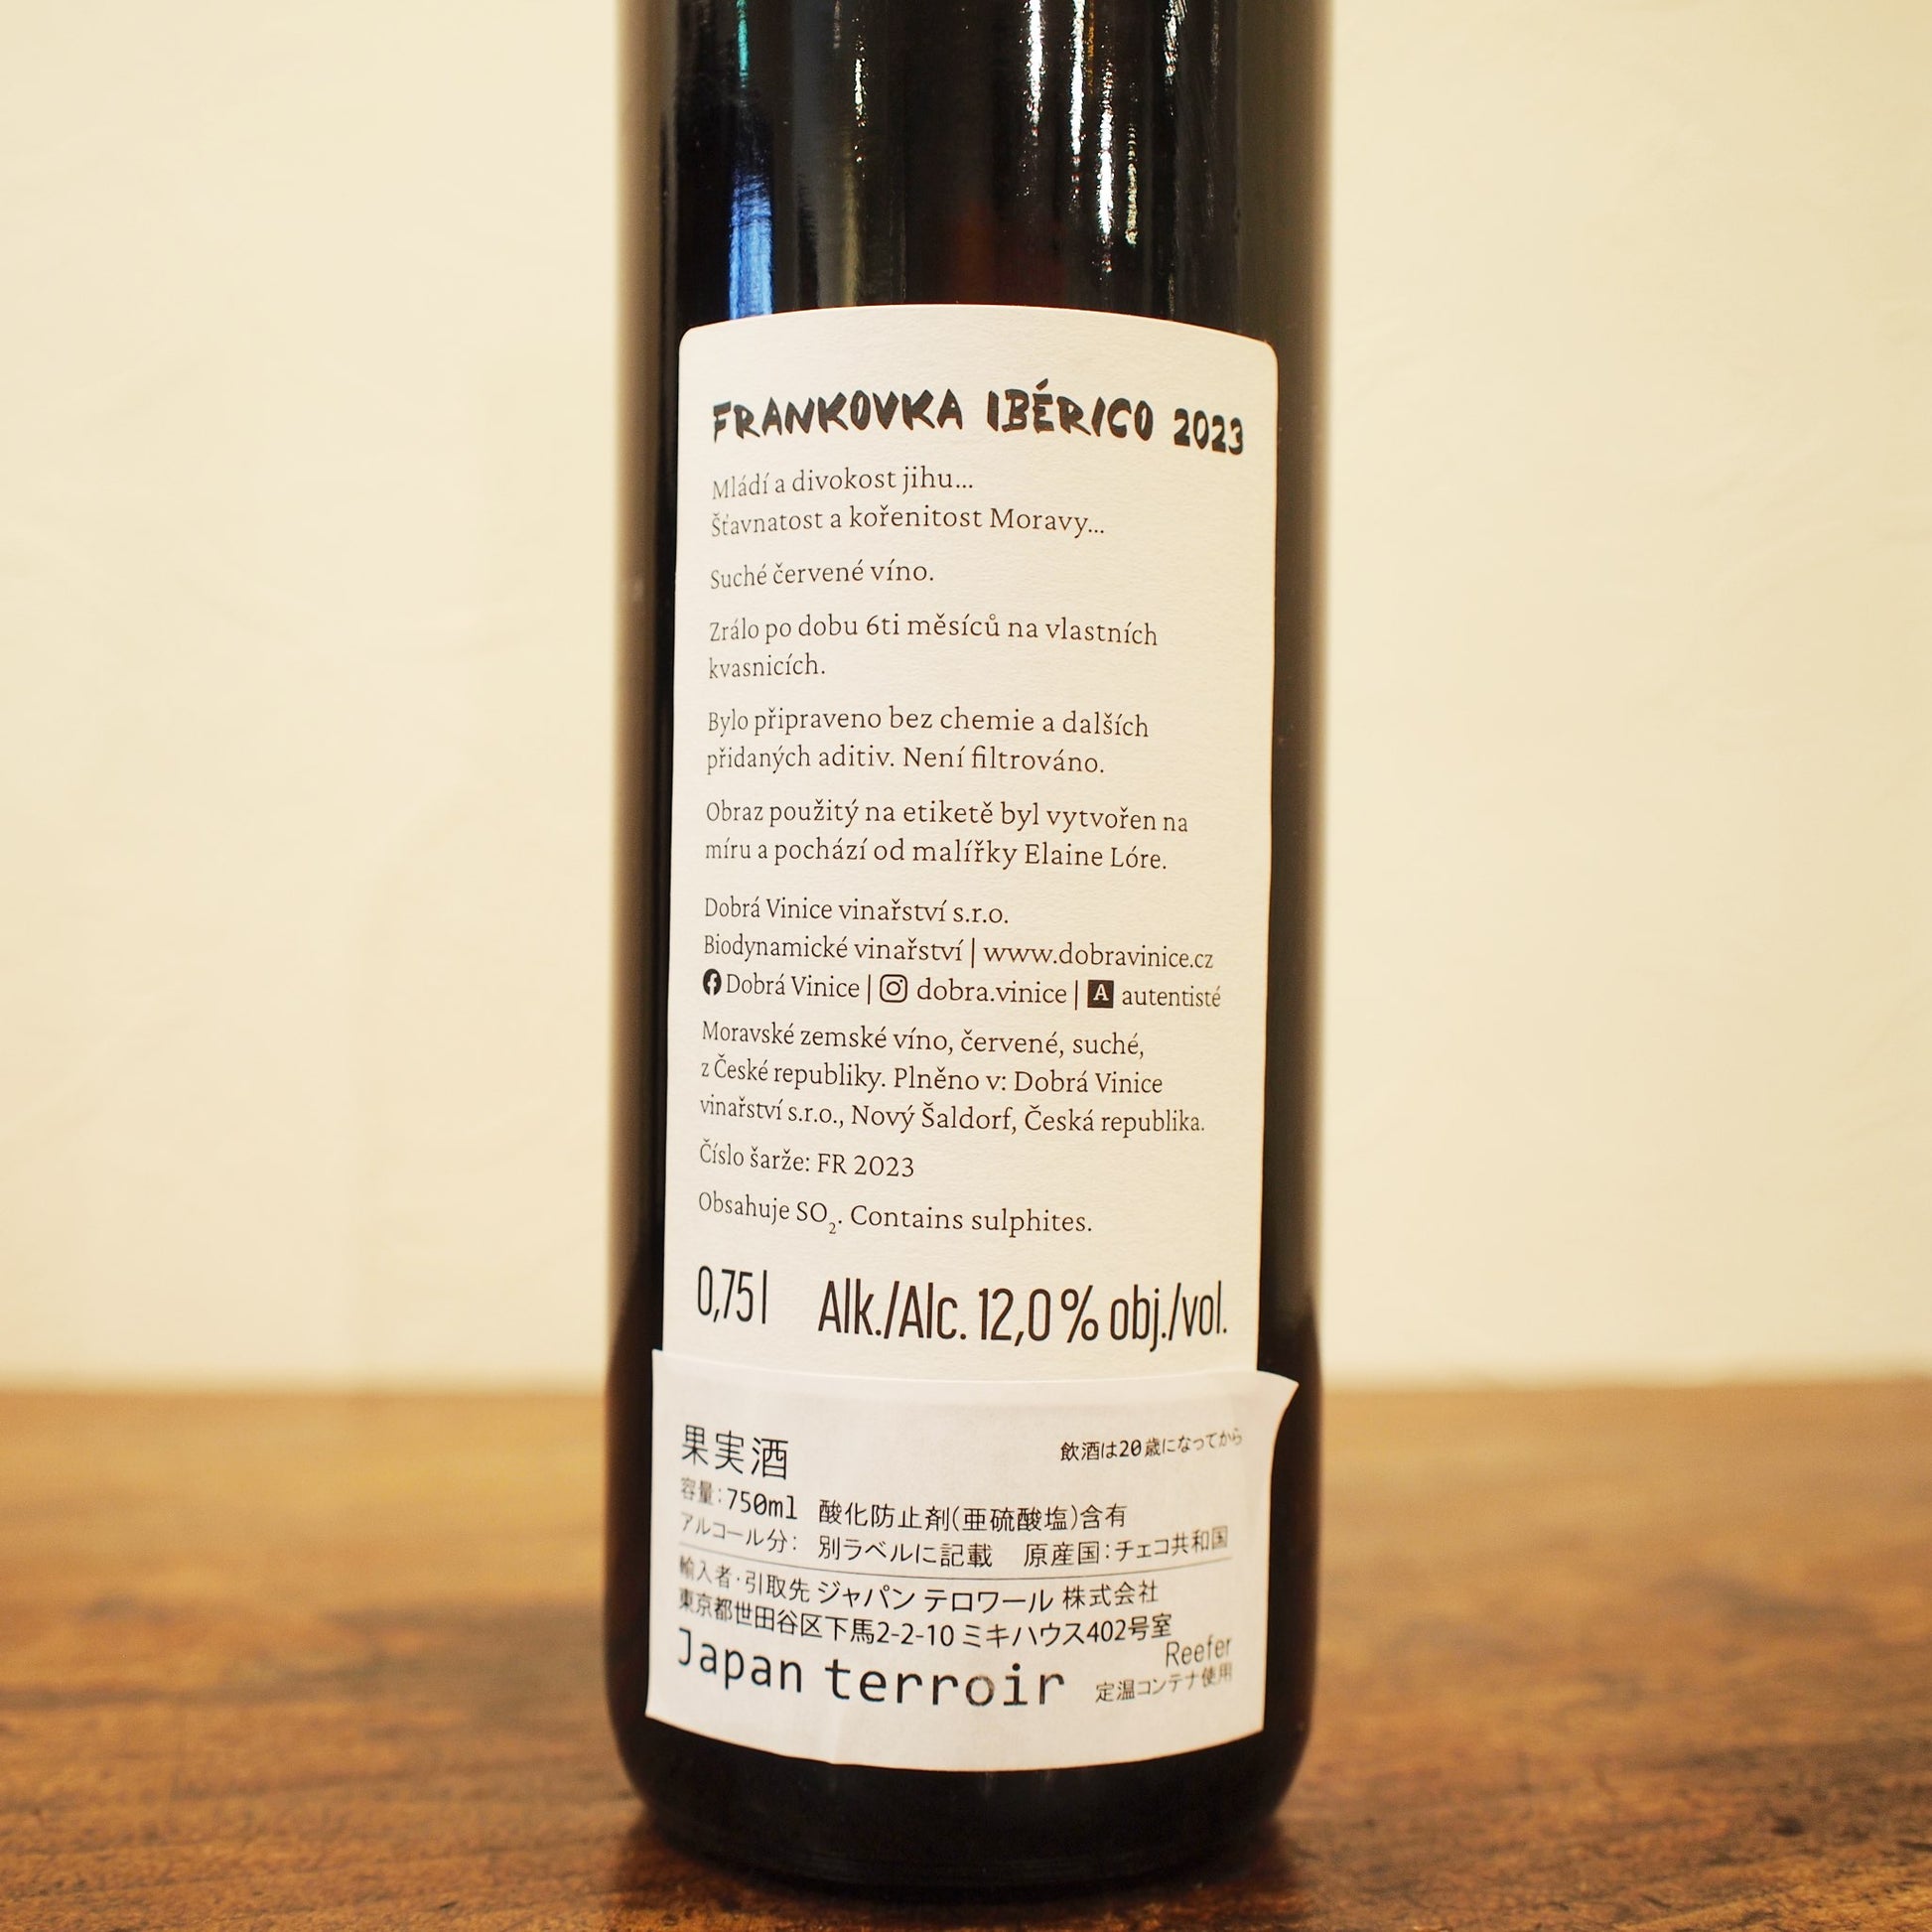 FRANKOVKA IBÉRICO 2023
Mládí a divokost jihu...
Šťavnatost a kořenitost Moravy...
Suché červené víno.
Zrálo po dobu 6ti měsíců na vlastních
kvasnicích.
Bylo připraveno bez chemie a dalších
přidaných aditiv. Není filtrováno.
Obraz použitý na etiketě byl vytvořen na
míru a pochází od malířky Elaine Lóre.
Dobrá Vinice vinařství s.r.o.
Biodynamické vinařství | www.dobravinice.cz
Dobrá Vinice | dobra.vinice | A autentisté
Moravské zemské víno, červené, suché,
z České republiky. Plněno v: Dobrá Vinice
vinařství s.r.o., Nový Šaldorf, Česká republika.
Číslo šarže: FR 2023
Obsahuje SO₂. Contains sulphites.
0,75 l Alk./Alc. 12,0 % obj./vol.
果実酒 飲酒は20歳になってから
容量：750ml 酸化防止剤(亜硫酸塩)含有
アルコール分： 別ラベルに記載 原産国：チェコ共和国
輸入者・引取先 ジャパン テロワール 株式会社
東京都世田谷区下馬2-2-10 ミキハウス402号室
Japan terroir Reefer
定温コンテナ使用